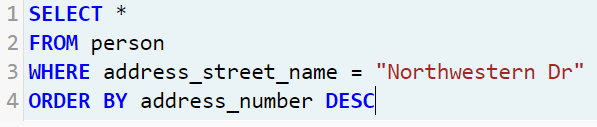 1 SELECT *
2 FROM person
3 WHERE address_street_name = "Northwestern Dr"
4 ORDER BY address_number DESC